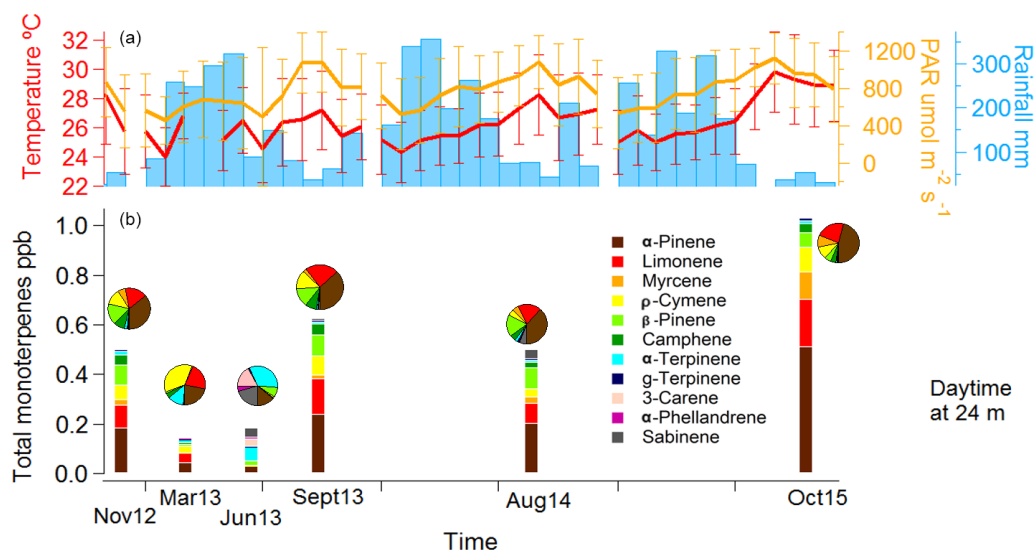 (a)
Temperature ºC
32
30
28
26
24
22
1200
800
400
0
PAR umol m⁻² s⁻¹
300
200
100
Rainfall mm
(b)
Total monoterpenes ppb
1.0
0.8
0.6
0.4
0.2
0.0
α-Pinene
Limonene
Myrcene
ρ-Cymene
β-Pinene
Camphene
α-Terpinene
g-Terpinene
3-Carene
α-Phellandrene
Sabinene
Daytime
at 24 m
Nov12
Mar13
Jun13
Sept13
Aug14
Oct15
Time